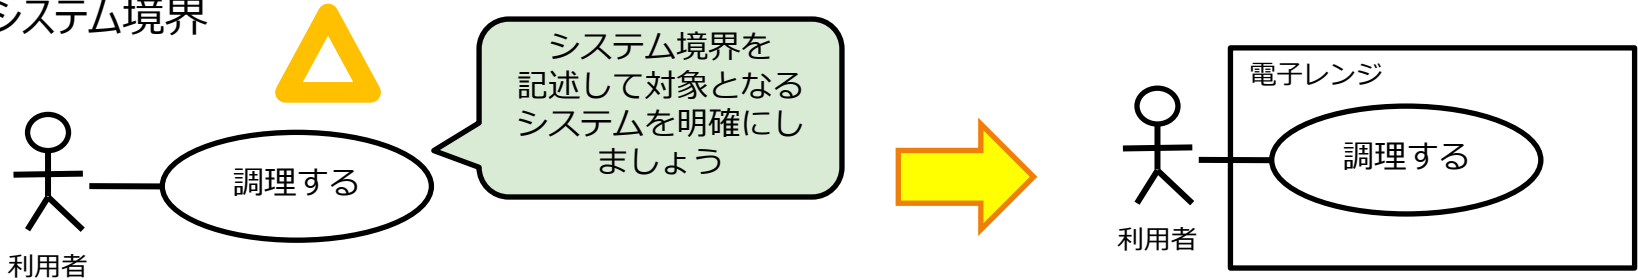 システム境界
システム境界を
記述して対象となる
システムを明確にし
ましょう
調理する
利用者
電子レンジ
調理する
利用者